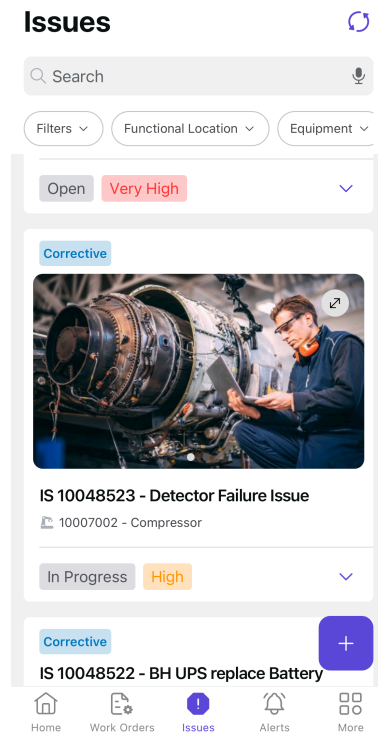 Issues
Search
Filters
Functional Location
Equipment
Open
Very High
Corrective
IS 10048523 - Detector Failure Issue
10007002 - Compressor
In Progress
High
Corrective
IS 10048522 - BH UPS replace Battery
Home
Work Orders
Issues
Alerts
More